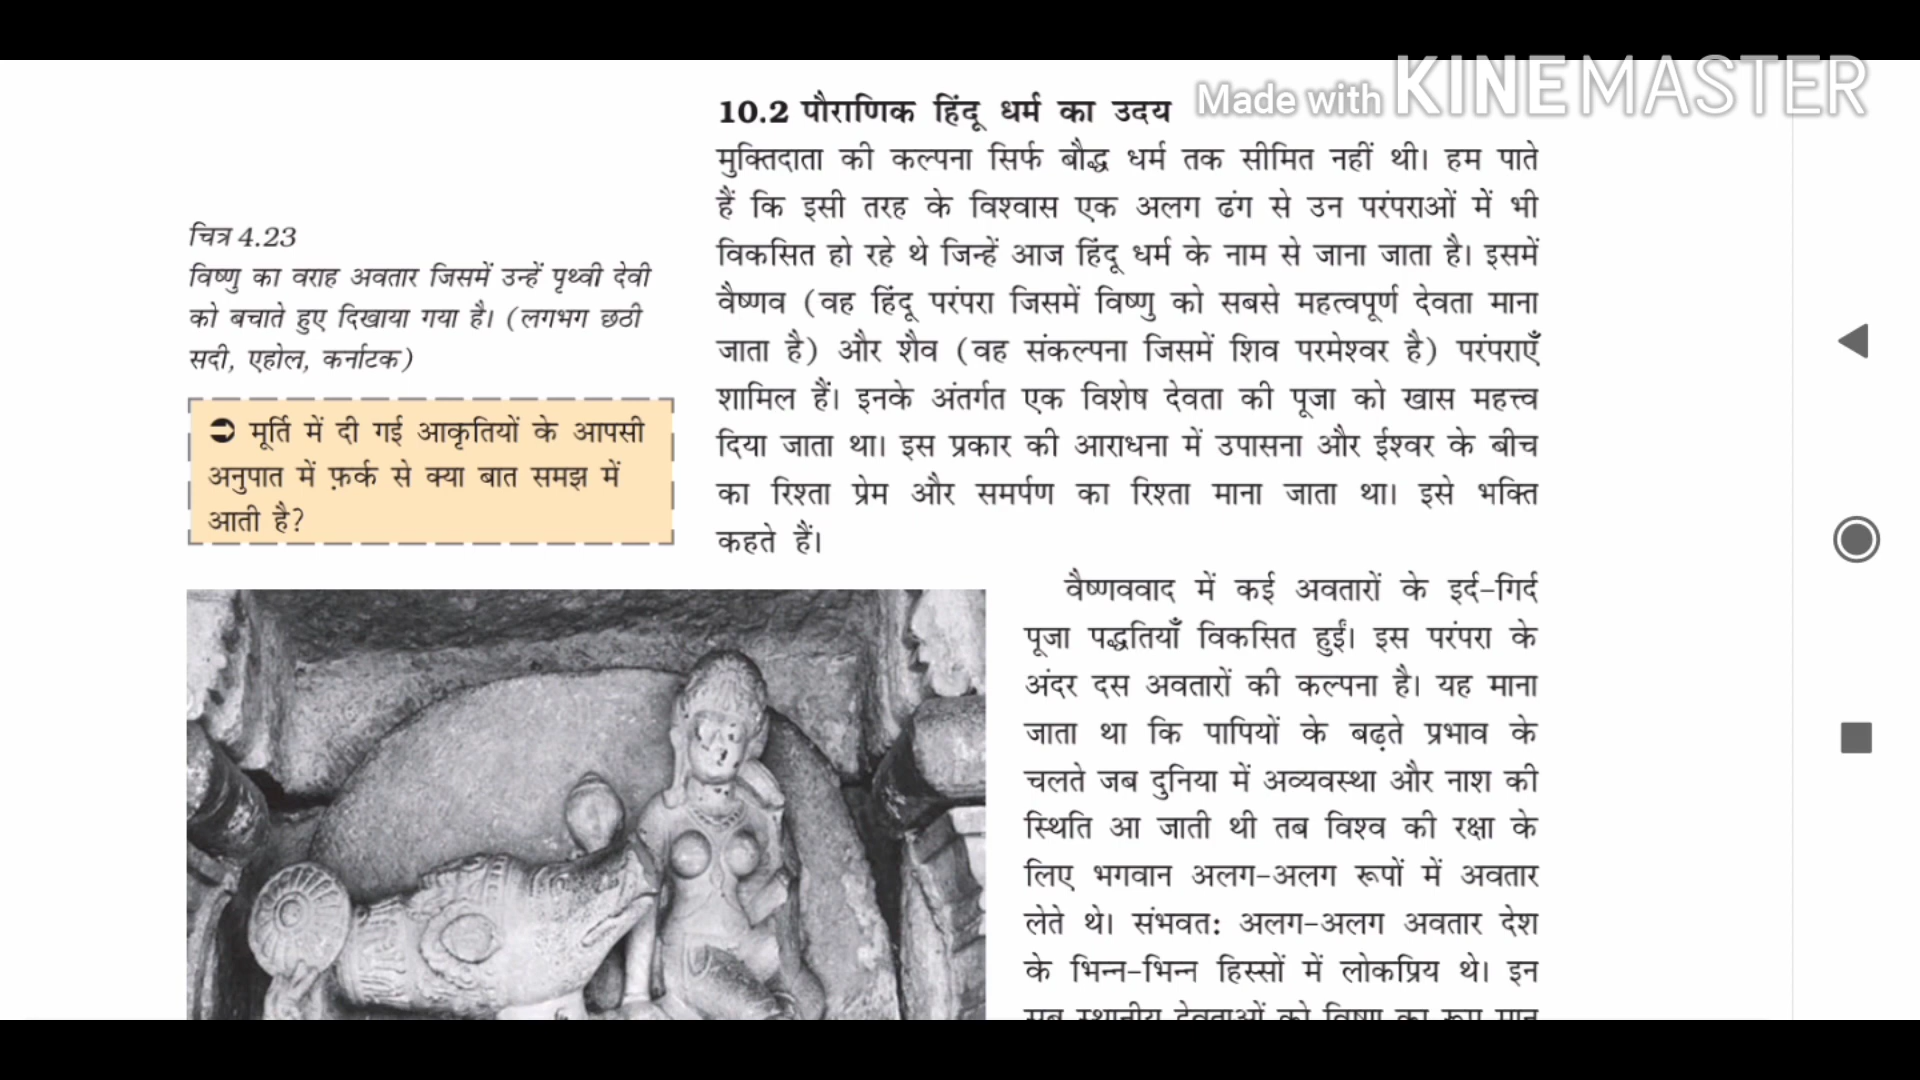 Made with KINEMASTER
10.2 पौराणिक हिंदू धर्म का उदय
मुक्तिदाता की कल्पना सिर्फ बौद्ध धर्म तक सीमित नहीं थी। हम पाते
हैं कि इसी तरह के विश्वास एक अलग ढंग से उन परंपराओं में भी
विकसित हो रहे थे जिन्हें आज हिंदू धर्म के नाम से जाना जाता है। इसमें
वैष्णव (वह हिंदू परंपरा जिसमें विष्णु को सबसे महत्वपूर्ण देवता माना
जाता है) और शैव (वह संकल्पना जिसमें शिव परमेश्वर है) परंपराएँ
शामिल हैं। इनके अंतर्गत एक विशेष देवता की पूजा को खास महत्त्व
दिया जाता था। इस प्रकार की आराधना में उपासना और ईश्वर के बीच
का रिश्ता प्रेम और समर्पण का रिश्ता माना जाता था। इसे भक्ति
कहते हैं।
चित्र 4.23
विष्णु का वराह अवतार जिसमें उन्हें पृथ्वी देवी
को बचाते हुए दिखाया गया है। (लगभग छठी
सदी, एहोल, कर्नाटक)
➲ मूर्ति में दी गई आकृतियों के आपसी
अनुपात में फ़र्क से क्या बात समझ में
आती है?
वैष्णववाद में कई अवतारों के इर्द-गिर्द
पूजा पद्धतियाँ विकसित हुईं। इस परंपरा के
अंदर दस अवतारों की कल्पना है। यह माना
जाता था कि पापियों के बढ़ते प्रभाव के
चलते जब दुनिया में अव्यवस्था और नाश की
स्थिति आ जाती थी तब विश्व की रक्षा के
लिए भगवान अलग-अलग रूपों में अवतार
लेते थे। संभवत: अलग-अलग अवतार देश
के भिन्न-भिन्न हिस्सों में लोकप्रिय थे। इन
सब स्थानीय देवताओं को विष्णु का रूप मान